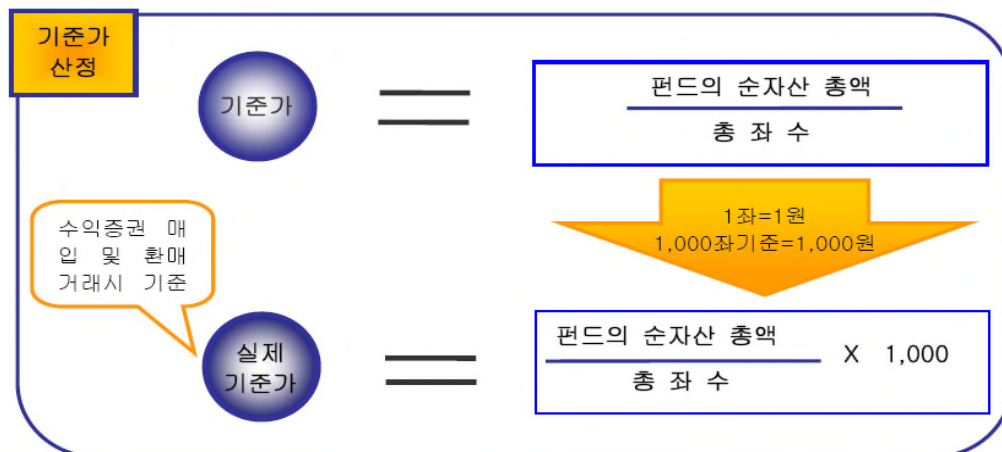 기준가
산정
기준가
펀드의 순자산 총액
총 좌 수
1좌=1원
1,000좌기준=1,000원
수익증권 매
입 및 환매
거래시 기준
실제
기준가
펀드의 순자산 총액
총 좌 수
X 1,000